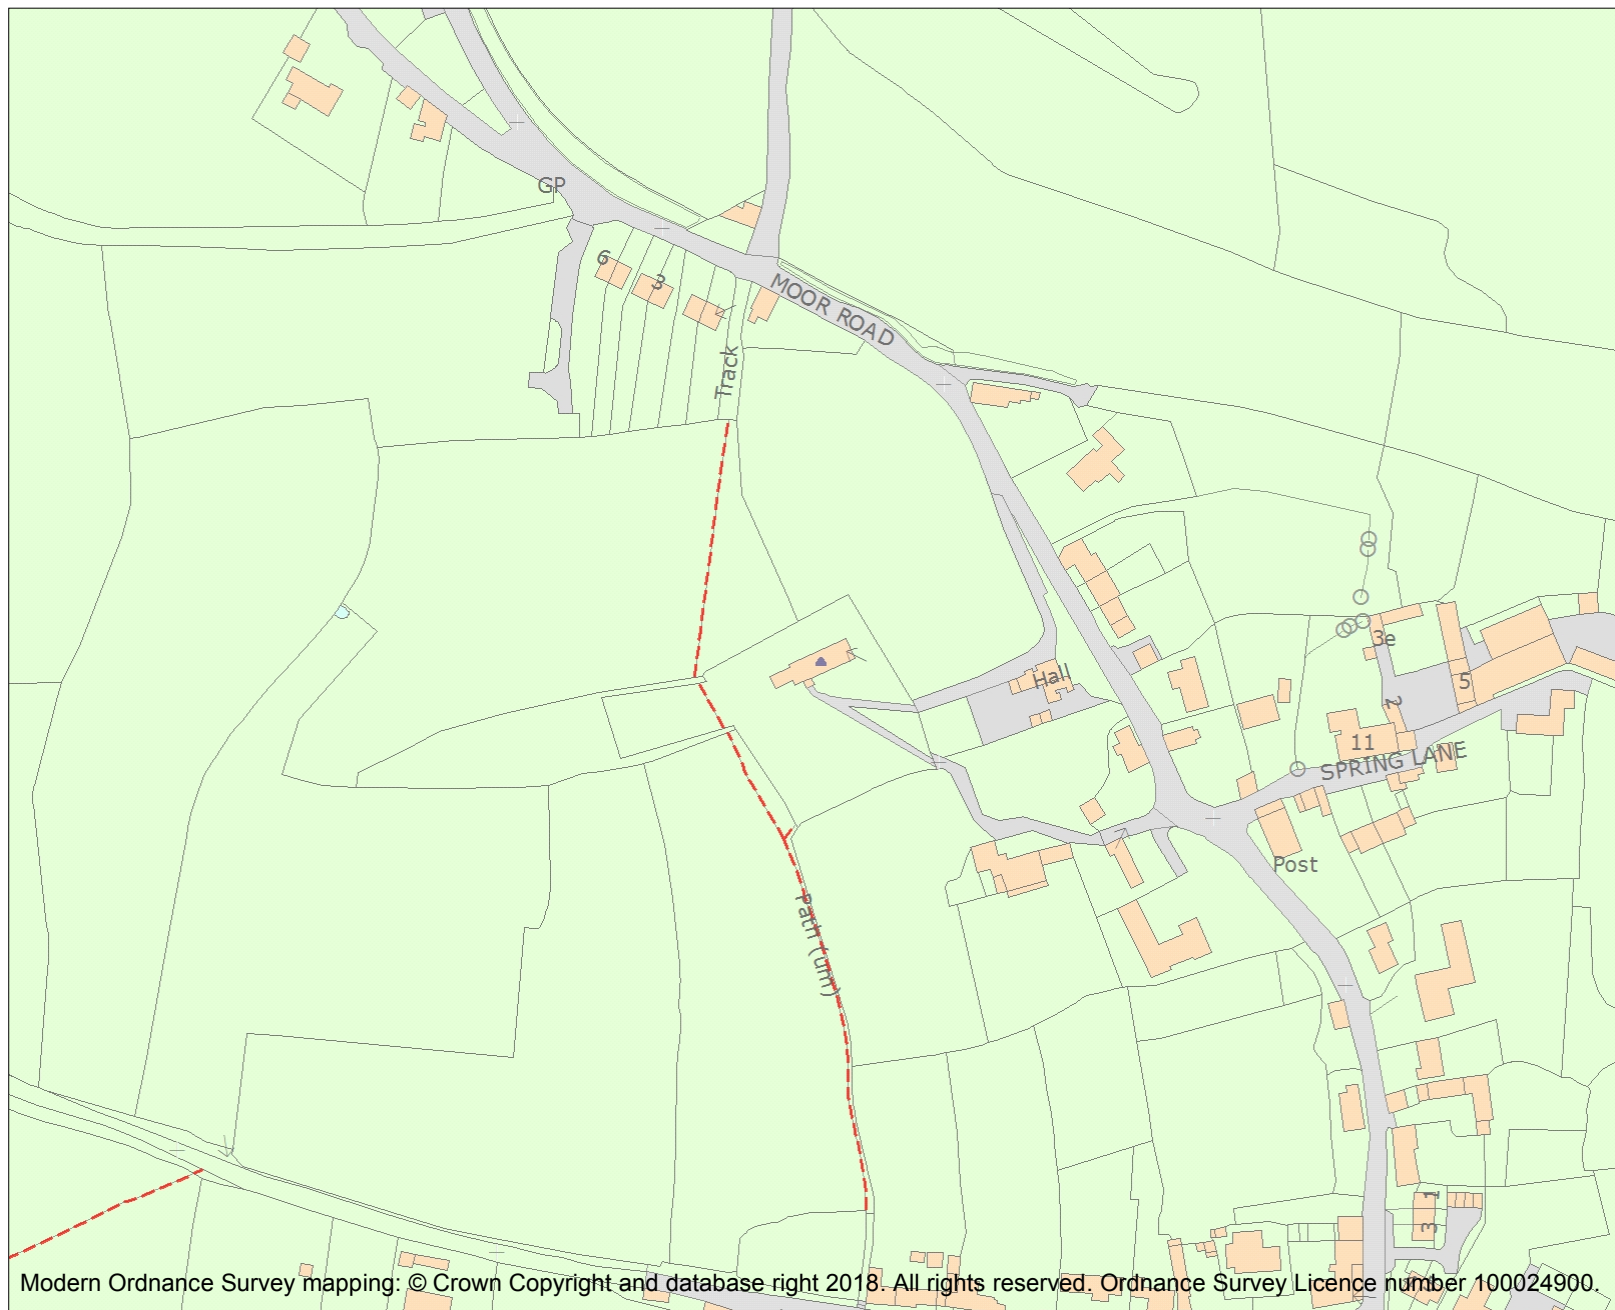 GP
6
3
MOOR ROAD
Track
Hall
3e
5
2
11
SPRING LANE
Post
Path (um)
1
3
Modern Ordnance Survey mapping: © Crown Copyright and database right 2018. All rights reserved. Ordnance Survey Licence number 100024900.